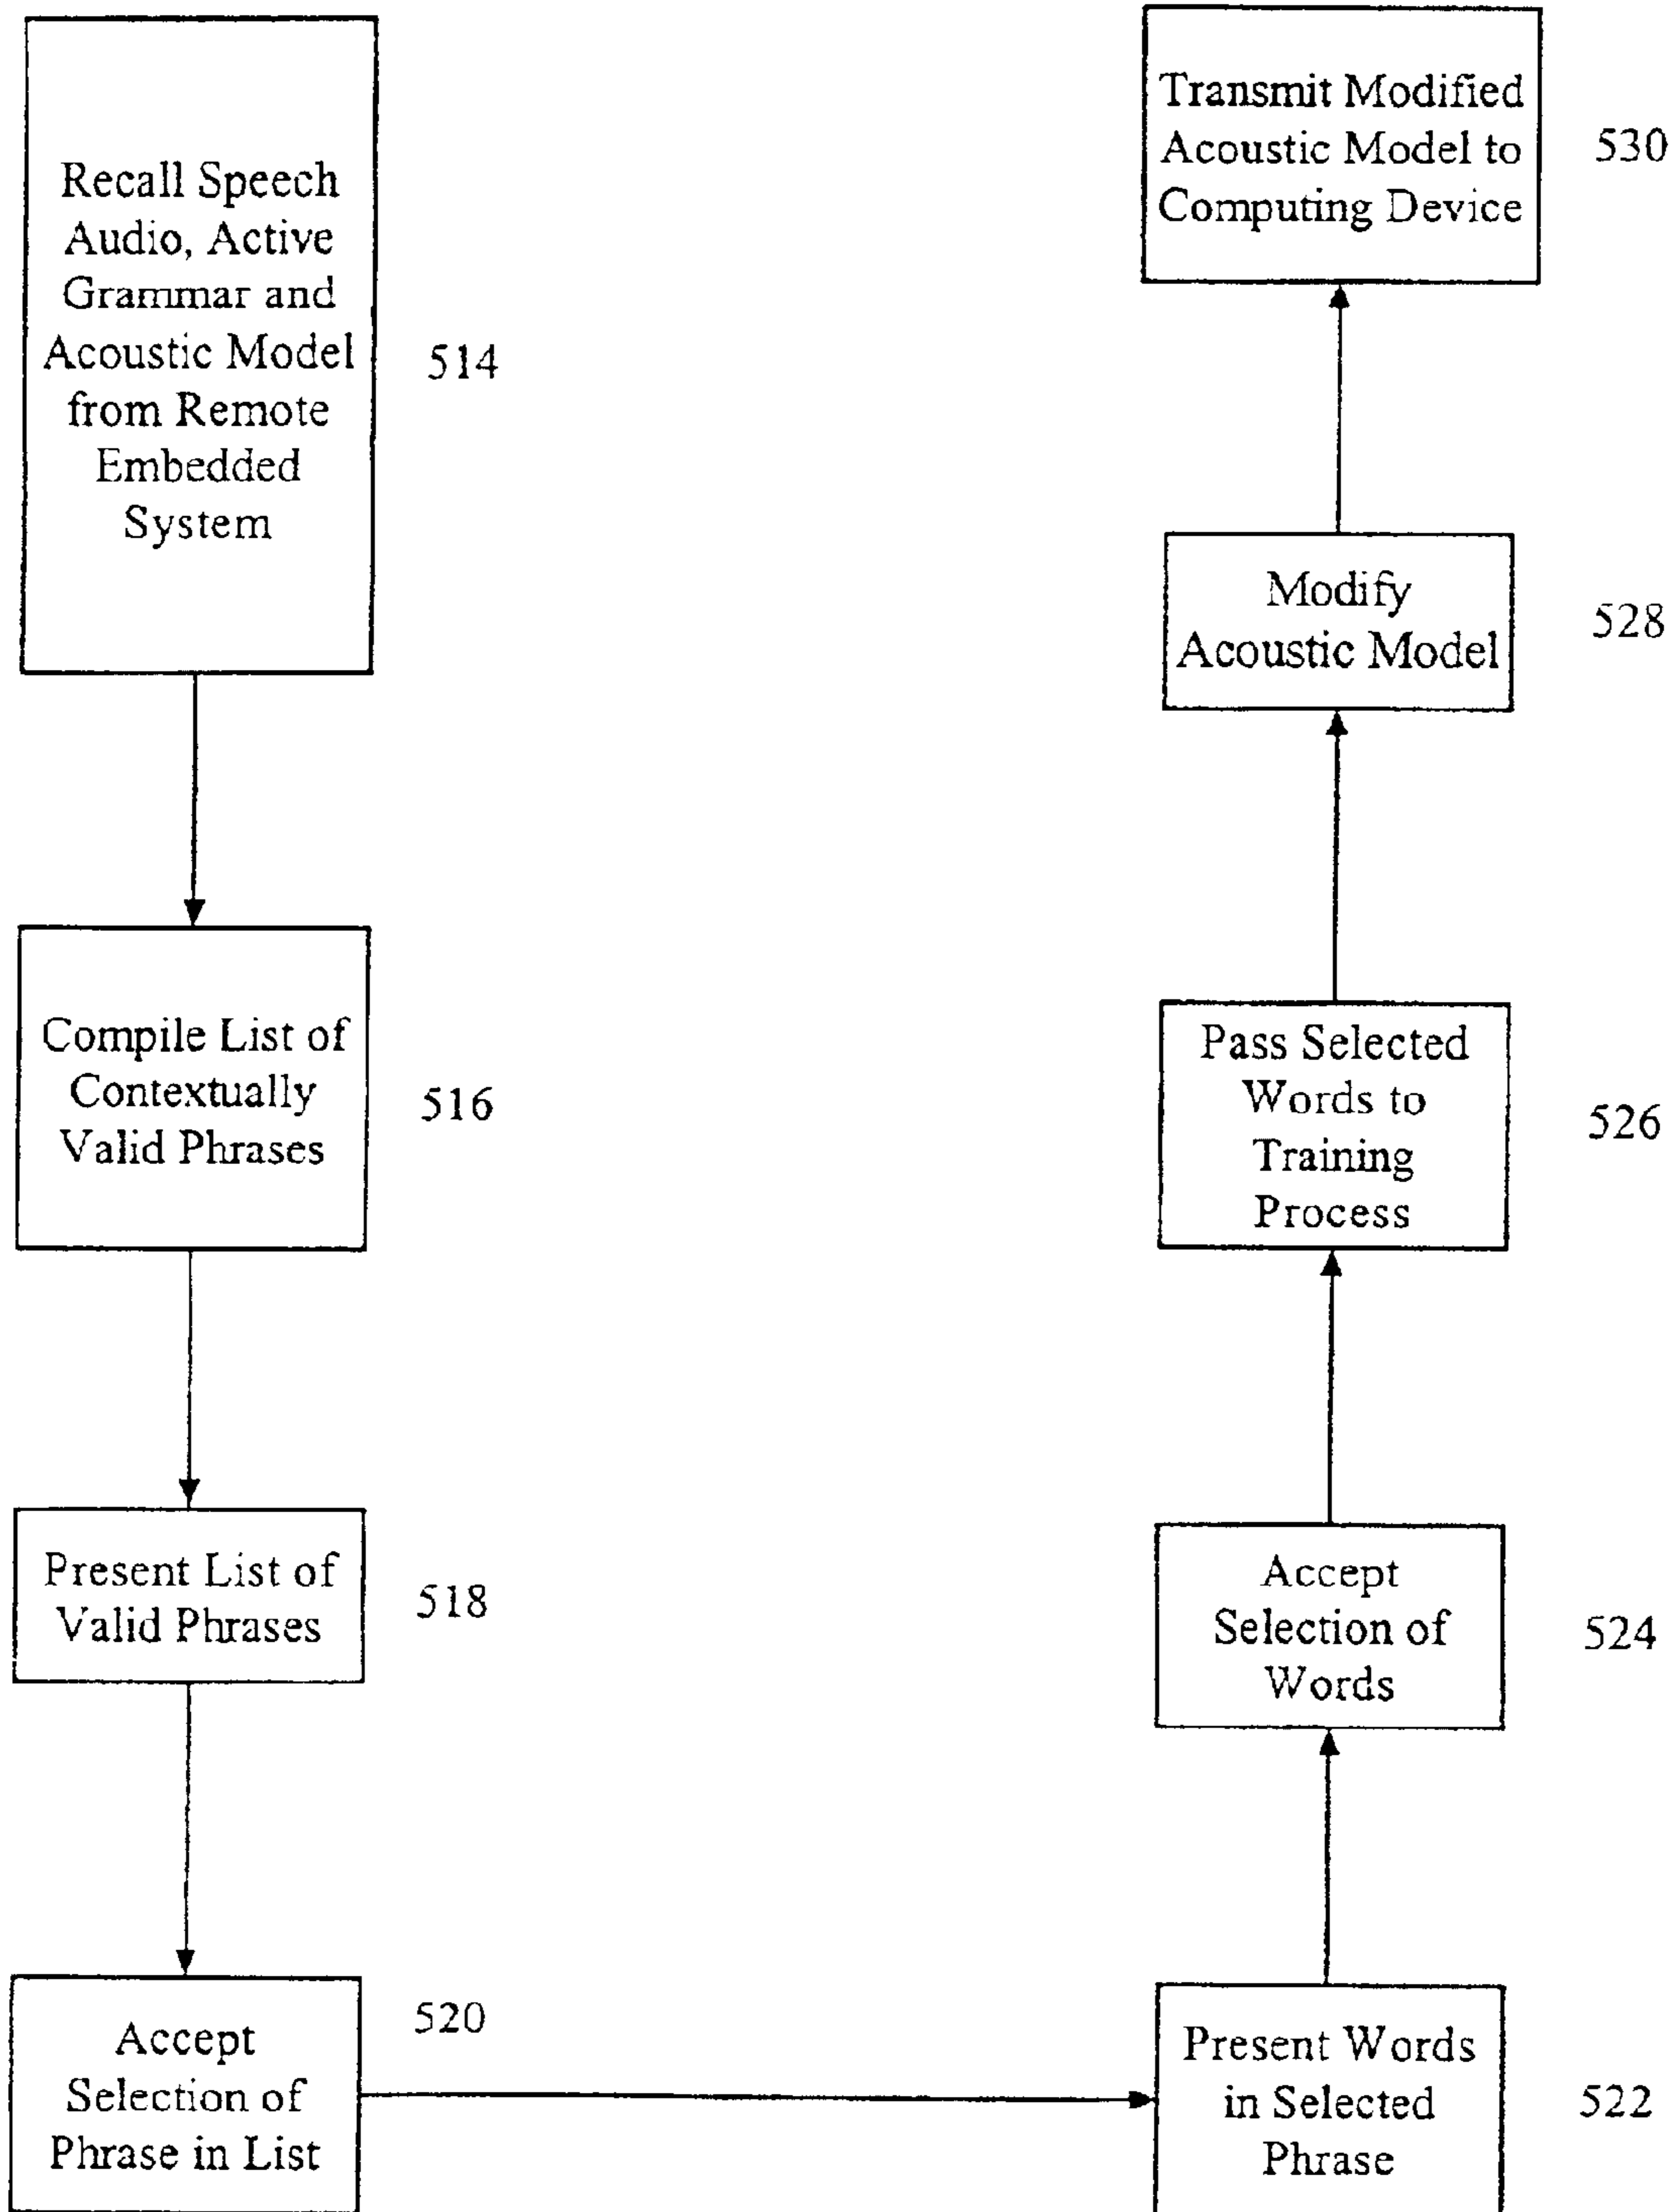 Recall Speech
Audio, Active
Grammar and
Acoustic Model
from Remote
Embedded
System
514
Compile List of
Contextually
Valid Phrases
516
Present List of
Valid Phrases
518
Accept
Selection of
Phrase in List
520
Present Words
in Selected
Phrase
522
Accept
Selection of
Words
524
Pass Selected
Words to
Training
Process
526
Modify
Acoustic Model
528
Transmit Modified
Acoustic Model to
Computing Device
530